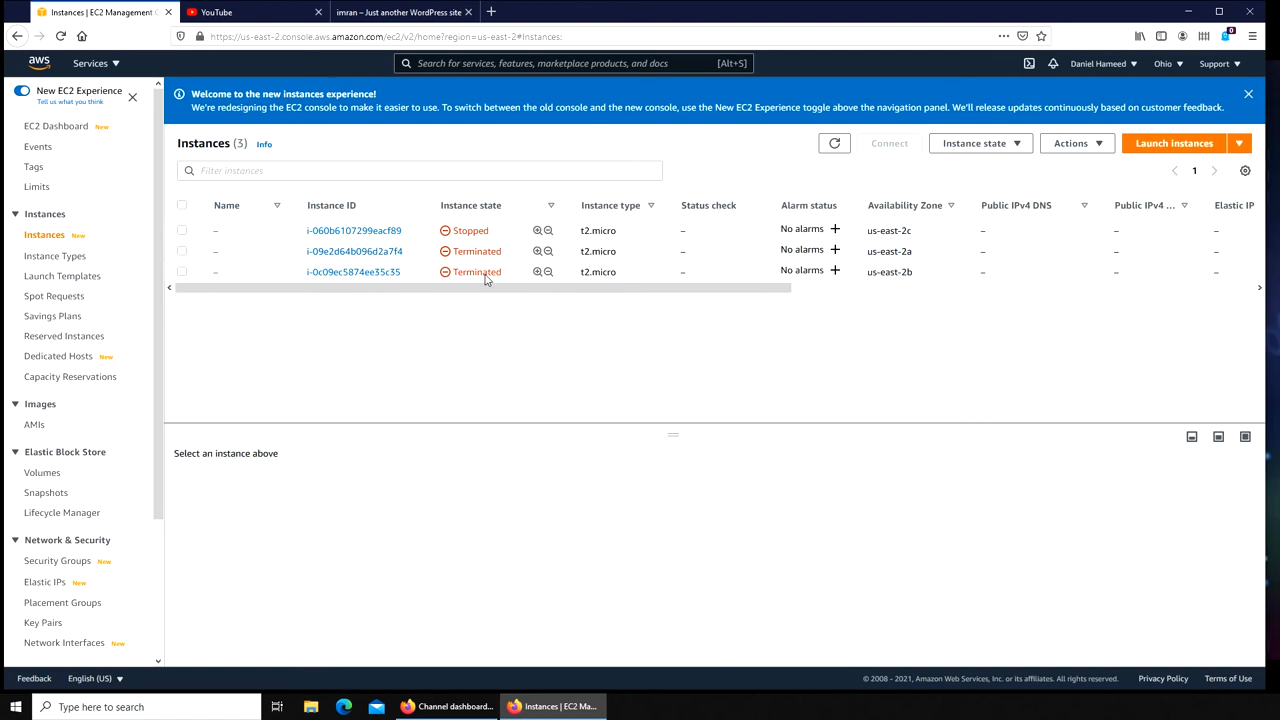 Instances | EC2 Management C
YouTube
imran – Just another WordPress site
https://us-east-2.console.aws.amazon.com/ec2/v2/home?region=us-east-2#Instances:
aws
Services
Search for services, features, marketplace products, and docs
[Alt+S]
Daniel Hameed
Ohio
Support
New EC2 Experience
Tell us what you think
Welcome to the new instances experience!
We're redesigning the EC2 console to make it easier to use. To switch between the old console and the new console, use the New EC2 Experience toggle above the navigation panel. We'll release updates continuously based on customer feedback.
EC2 Dashboard New
Events
Tags
Limits
Instances
Instances New
Instance Types
Launch Templates
Spot Requests
Savings Plans
Reserved Instances
Dedicated Hosts New
Capacity Reservations
Images
AMIs
Elastic Block Store
Volumes
Snapshots
Lifecycle Manager
Network & Security
Security Groups New
Elastic IPs New
Placement Groups
Key Pairs
Network Interfaces New
Instances (3) Info
Connect
Instance state
Actions
Launch instances
Filter instances
1
Name Instance ID Instance state Instance type Status check Alarm status Availability Zone Public IPv4 DNS Public IPv4 ... Elastic IP
– i-060b6107299eacf89 Stopped t2.micro – No alarms + us-east-2c – – –
– i-09e2d64b096d2a7f4 Terminated t2.micro – No alarms + us-east-2a – – –
– i-0c09ec5874ee35c35 Terminated t2.micro – No alarms + us-east-2b – – –
Select an instance above
Feedback
English (US)
© 2008 - 2021, Amazon Web Services, Inc. or its affiliates. All rights reserved.
Privacy Policy
Terms of Use
Type here to search
Channel dashboard...
Instances | EC2 Ma...